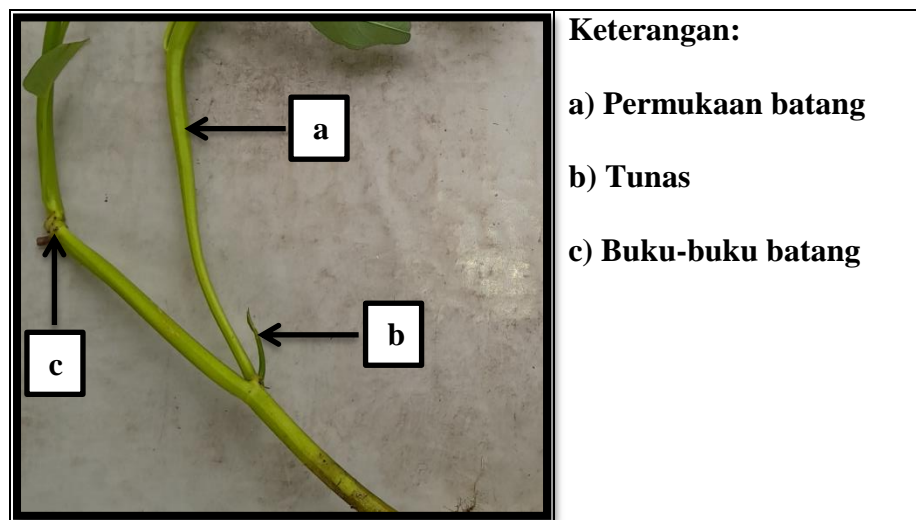 Keterangan:
a) Permukaan batang
a
b) Tunas
c) Buku-buku batang
b
c